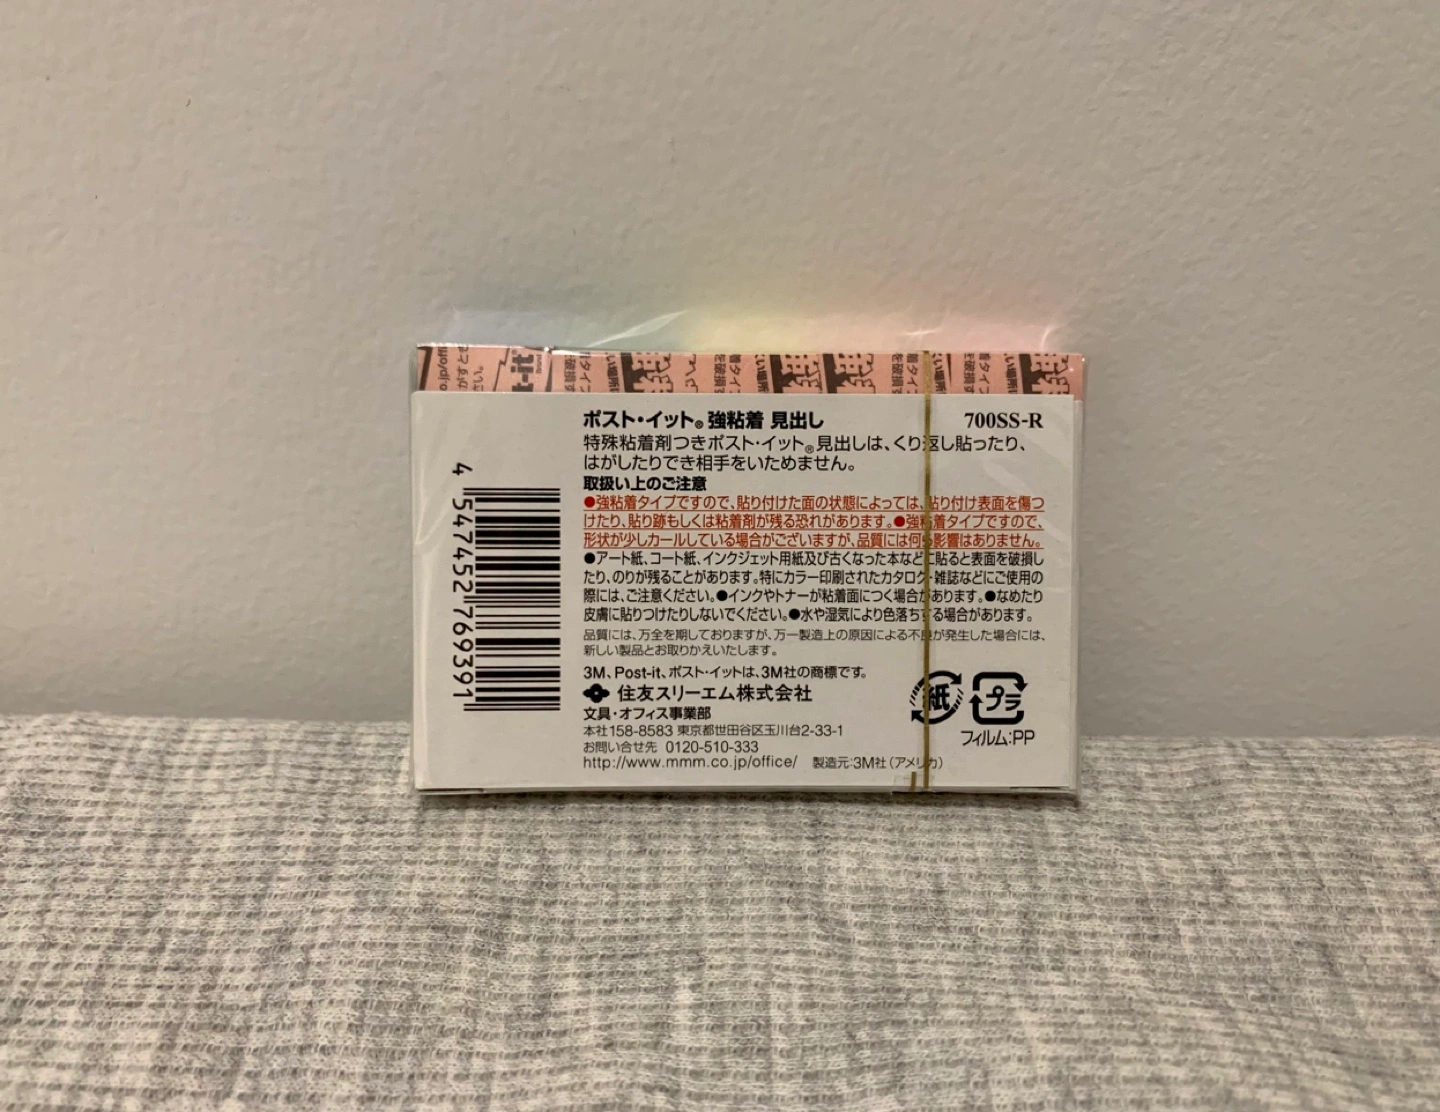 ポスト・イット® 強粘着 見出し 700SS-R
特殊粘着剤つきポスト・イット®見出しは、くり返し貼ったり、
はがしたりでき相手をいためません。
取扱い上のご注意
●強粘着タイプですので、貼り付けた面の状態によっては、貼り付け表面を傷つ
けたり、貼り跡もしくは粘着剤が残る恐れがあります。●強粘着タイプですので、
形状が少しカールしている場合がございますが、品質には何ら影響はありません。
●アート紙、コート紙、インクジェット用紙及び古くなった本などに貼ると表面を破損し
たり、のりが残ることがあります。特にカラー印刷されたカタログ・雑誌などにご使用の
際には、ご注意ください。●インクやトナーが粘着面につく場合があります。●なめたり
皮膚に貼りつけたりしないでください。●水や湿気により色落ちする場合があります。
品質には、万全を期しておりますが、万一製造上の原因による不良が発生した場合には、
新しい製品とお取りかえいたします。
3M、Post-it、ポスト・イットは、3M社の商標です。
住友スリーエム株式会社
文具・オフィス事業部
本社158-8583 東京都世田谷区玉川台2-33-1
お問い合せ先 0120-510-333
http://www.mmm.co.jp/office/ 製造元:3M社(アメリカ)
紙 プラ
フィルム:PP
4 547452 769391